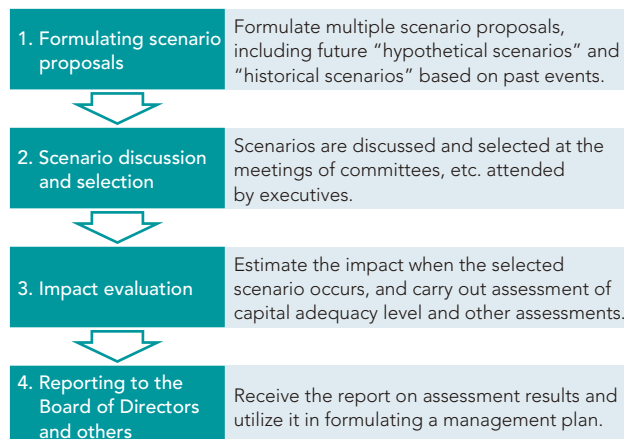 1. Formulating scenario
proposals
Formulate multiple scenario proposals,
including future “hypothetical scenarios” and
“historical scenarios” based on past events.
2. Scenario discussion
and selection
Scenarios are discussed and selected at the
meetings of committees, etc. attended
by executives.
3. Impact evaluation
Estimate the impact when the selected
scenario occurs, and carry out assessment of
capital adequacy level and other assessments.
4. Reporting to the
Board of Directors
and others
Receive the report on assessment results and
utilize it in formulating a management plan.